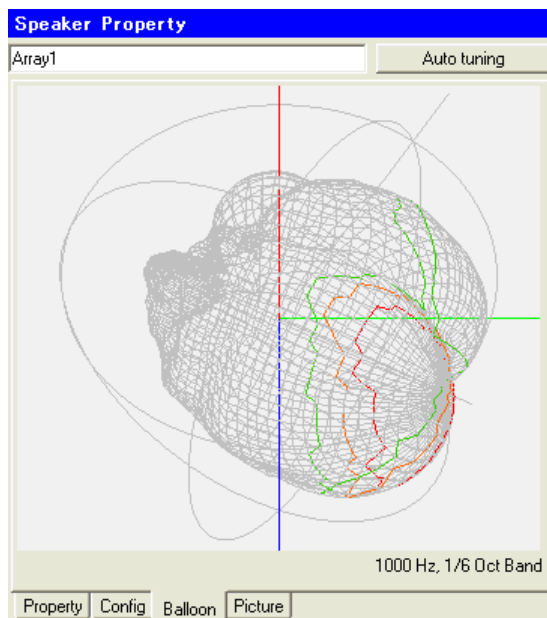 Speaker Property
Array1
Auto tuning
1000 Hz, 1/6 Oct Band
Property
Config
Balloon
Picture